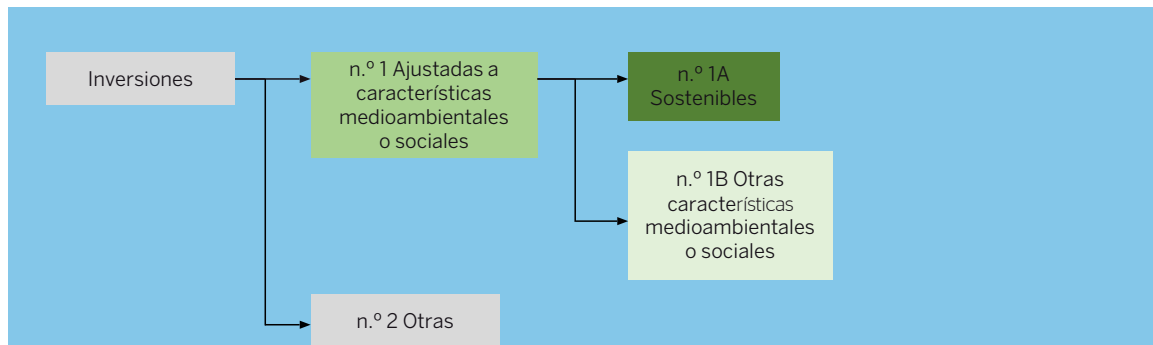 Inversiones
n.º 1 Ajustadas a
características
medioambientales
o sociales
n.º 1A
Sostenibles
n.º 1B Otras
características
medioambientales
o sociales
n.º 2 Otras